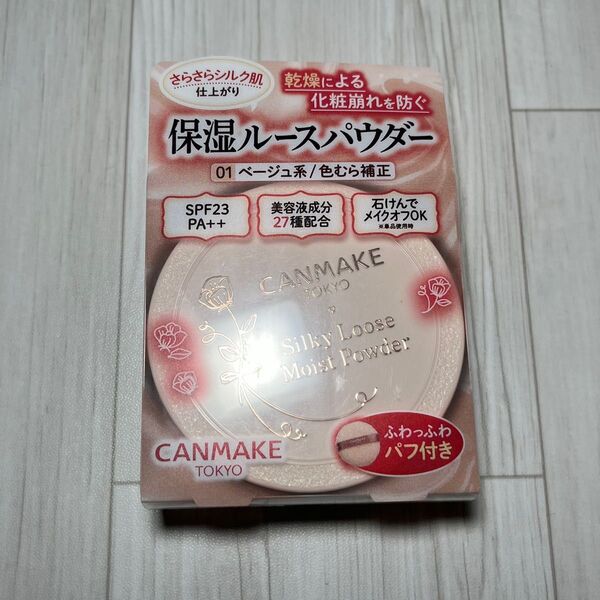 さらさらシルク肌
仕上がり
乾燥による
化粧崩れを防ぐ
保湿ルースパウダー
01 ベージュ系/色むら補正
SPF23
PA++
美容液成分
27種配合
石けんで
メイクオフOK
※単品使用時
CANMAKE
TOKYO
Silky Loose
Moist Powder
CANMAKE
TOKYO
ふわっふわ
パフ付き